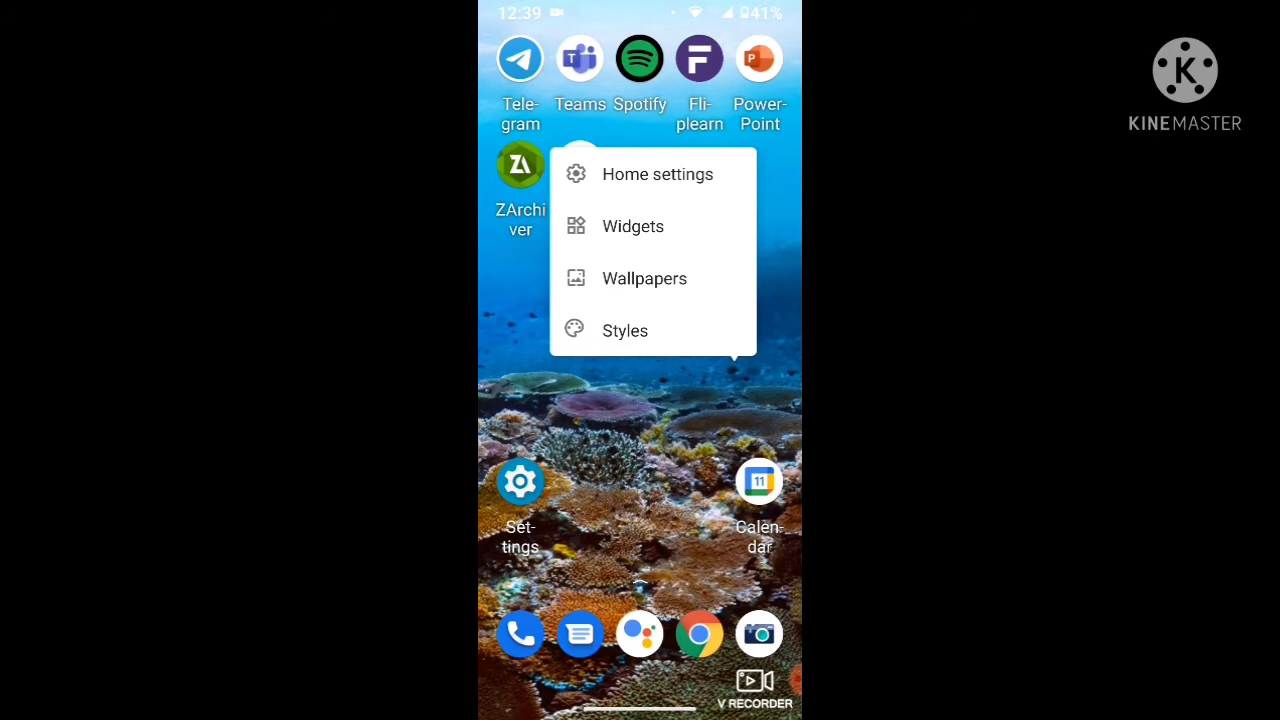 12:39 41%
Tele-
gram
Teams
Spotify
Fli-
plearn
Power-
Point
K
KINEMASTER
ZA
ZArchi
ver
Home settings
Widgets
Wallpapers
Styles
Set-
tings
11
Calen-
dar
V RECORDER